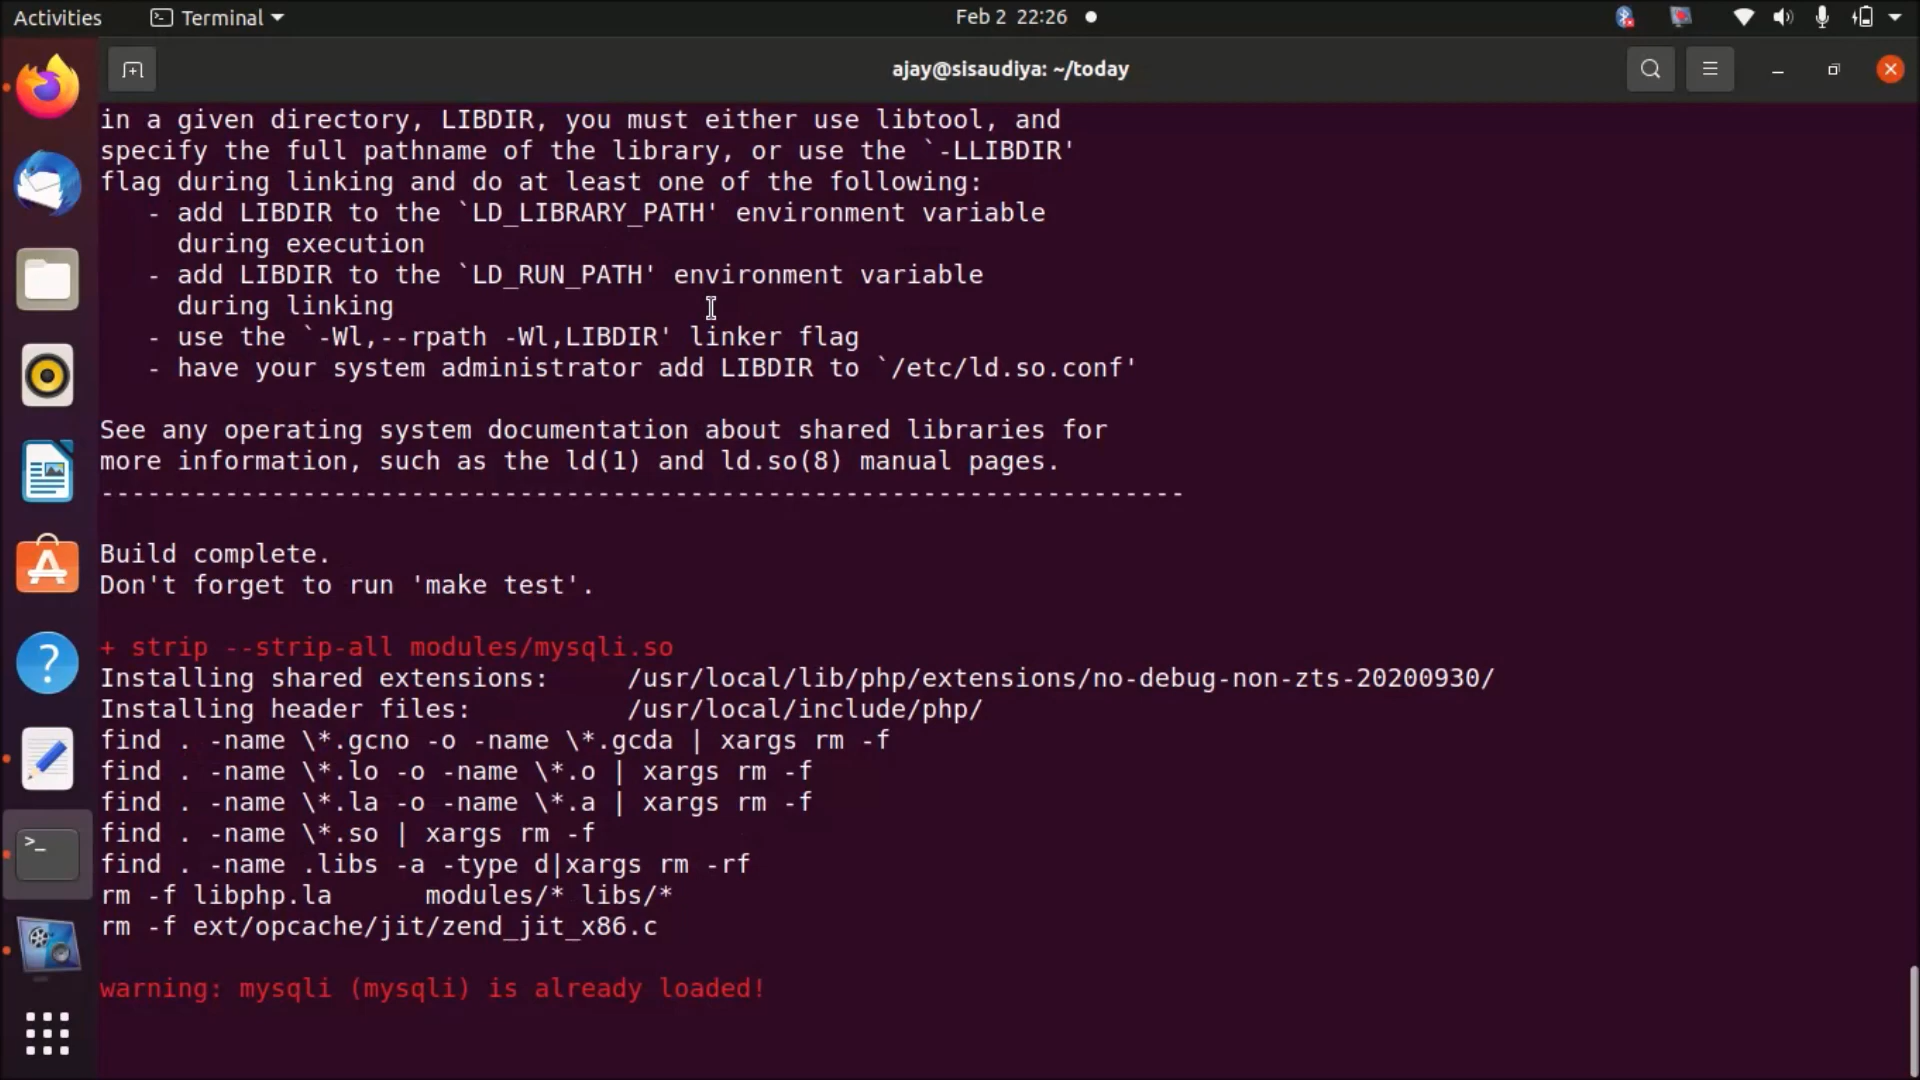 Activities Terminal Feb 2 22:26
ajay@sisaudiya: ~/today
in a given directory, LIBDIR, you must either use libtool, and
specify the full pathname of the library, or use the `-LLIBDIR'
flag during linking and do at least one of the following:
- add LIBDIR to the `LD_LIBRARY_PATH' environment variable
during execution
- add LIBDIR to the `LD_RUN_PATH' environment variable
during linking
- use the `-Wl,--rpath -Wl,LIBDIR' linker flag
- have your system administrator add LIBDIR to `/etc/ld.so.conf'
See any operating system documentation about shared libraries for
more information, such as the ld(1) and ld.so(8) manual pages.
----------------------------------------------------------------------
Build complete.
Don't forget to run 'make test'.
+ strip --strip-all modules/mysqli.so
Installing shared extensions:     /usr/local/lib/php/extensions/no-debug-non-zts-20200930/
Installing header files:          /usr/local/include/php/
find . -name \*.gcno -o -name \*.gcda | xargs rm -f
find . -name \*.lo -o -name \*.o | xargs rm -f
find . -name \*.la -o -name \*.a | xargs rm -f
find . -name \*.so | xargs rm -f
find . -name .libs -a -type d|xargs rm -rf
rm -f libphp.la      modules/* libs/*
rm -f ext/opcache/jit/zend_jit_x86.c
warning: mysqli (mysqli) is already loaded!